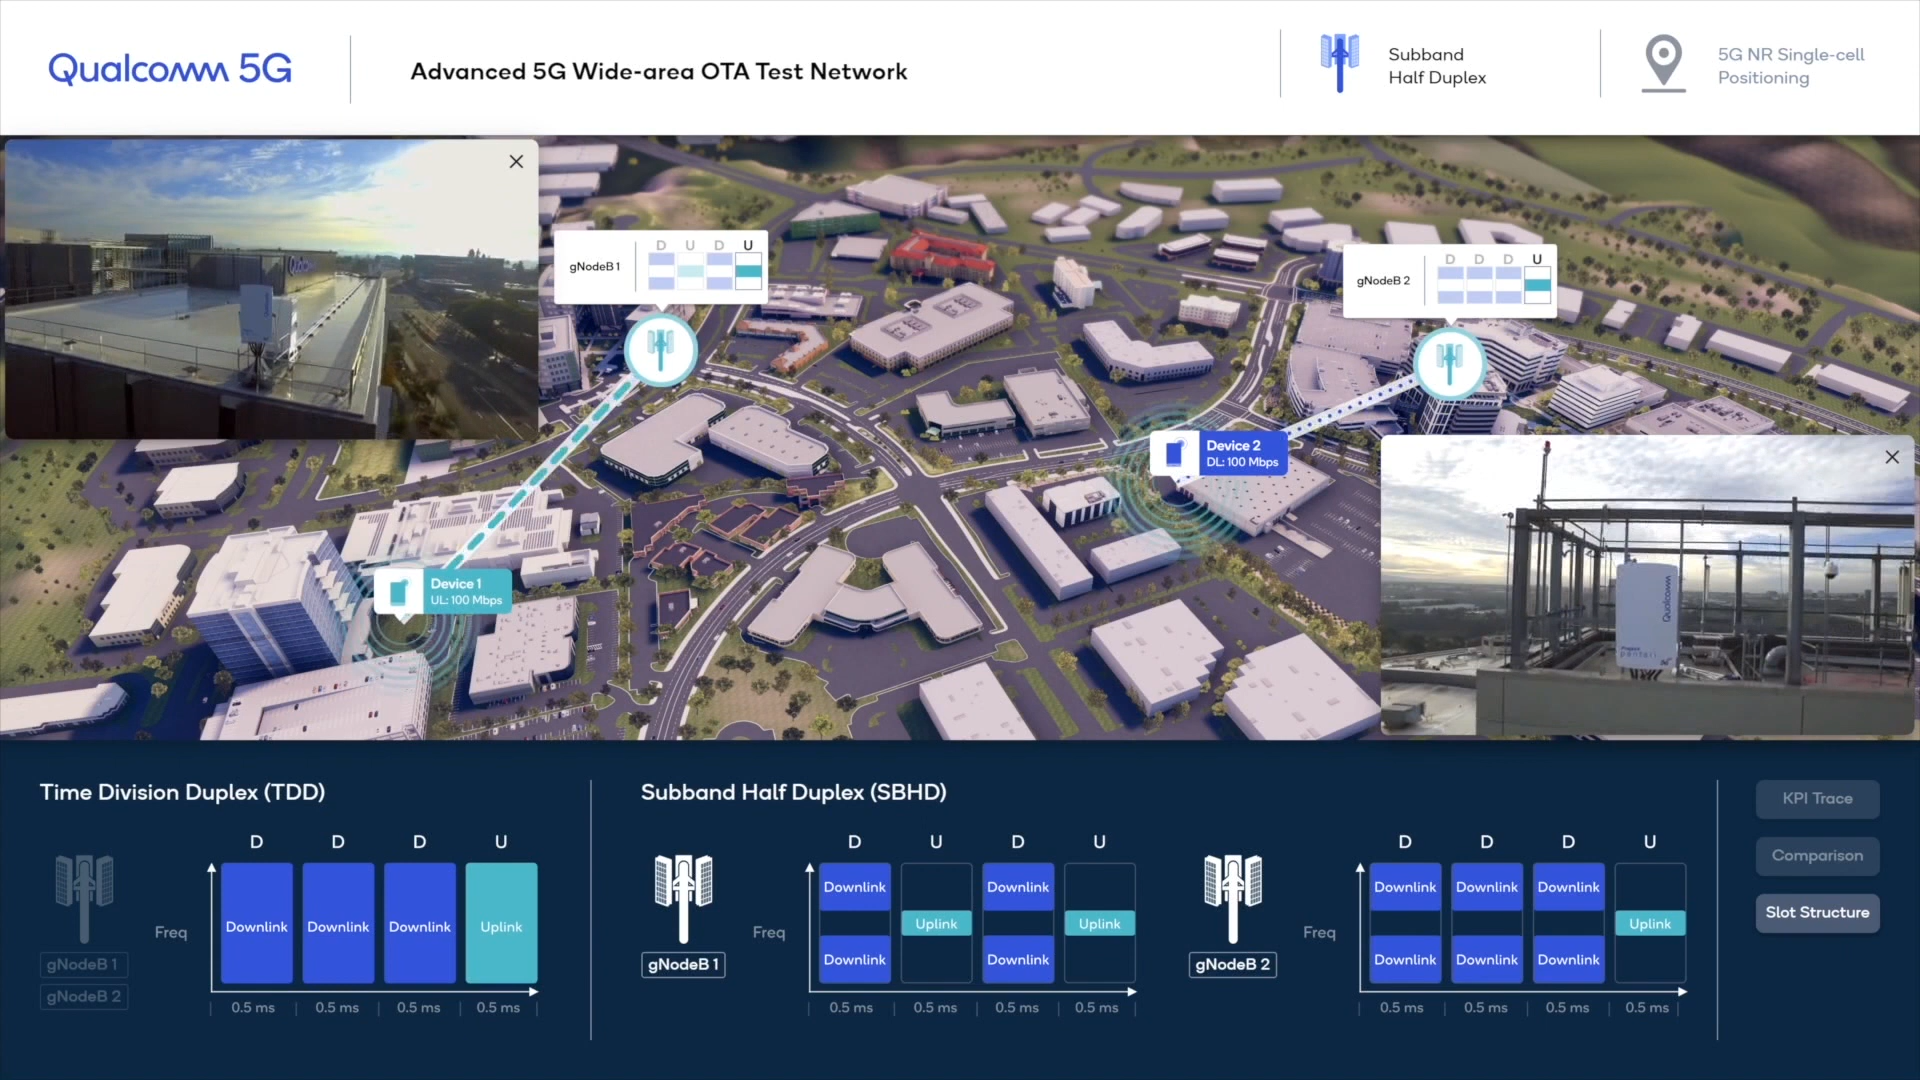 Qualcomm 5G
Advanced 5G Wide-area OTA Test Network
Subband
Half Duplex
5G NR Single-cell
Positioning
gNodeB 1
D U D U
gNodeB 2
D D D U
Device 2
DL: 100 Mbps
Device 1
UL: 100 Mbps
Qualcomm
Time Division Duplex (TDD)
D D D U
Downlink Downlink Downlink Uplink
Freq
gNodeB 1
gNodeB 2
0.5 ms 0.5 ms 0.5 ms 0.5 ms
Subband Half Duplex (SBHD)
D U D U
Downlink Downlink
Uplink Uplink
Freq
Downlink Downlink
gNodeB 1
0.5 ms 0.5 ms 0.5 ms 0.5 ms
D D D U
Downlink Downlink Downlink
Uplink
Freq
Downlink Downlink Downlink
gNodeB 2
0.5 ms 0.5 ms 0.5 ms 0.5 ms
KPI Trace
Comparison
Slot Structure